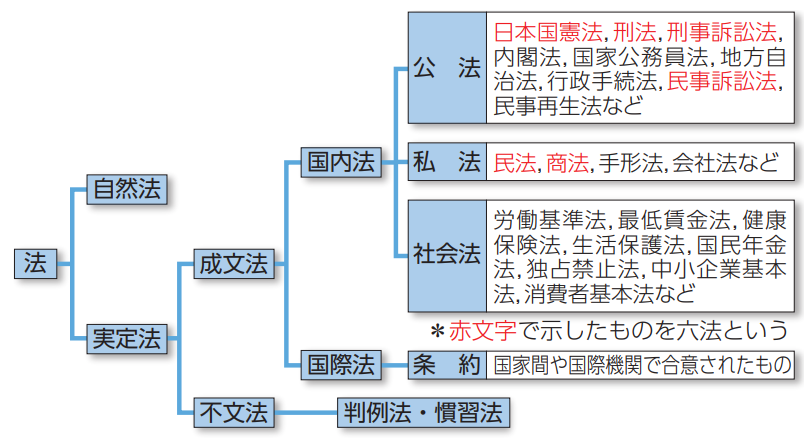 法
自然法
実定法
成文法
不文法
国内法
国際法
判例法・慣習法
公　法
日本国憲法,刑法,刑事訴訟法,
内閣法,国家公務員法,地方自
治法,行政手続法,民事訴訟法,
民事再生法など
私　法
民法,商法,手形法,会社法など
社会法
労働基準法,最低賃金法,健康
保険法,生活保護法,国民年金
法,独占禁止法,中小企業基本
法,消費者基本法など
＊赤文字で示したものを六法という
条　約
国家間や国際機関で合意されたもの